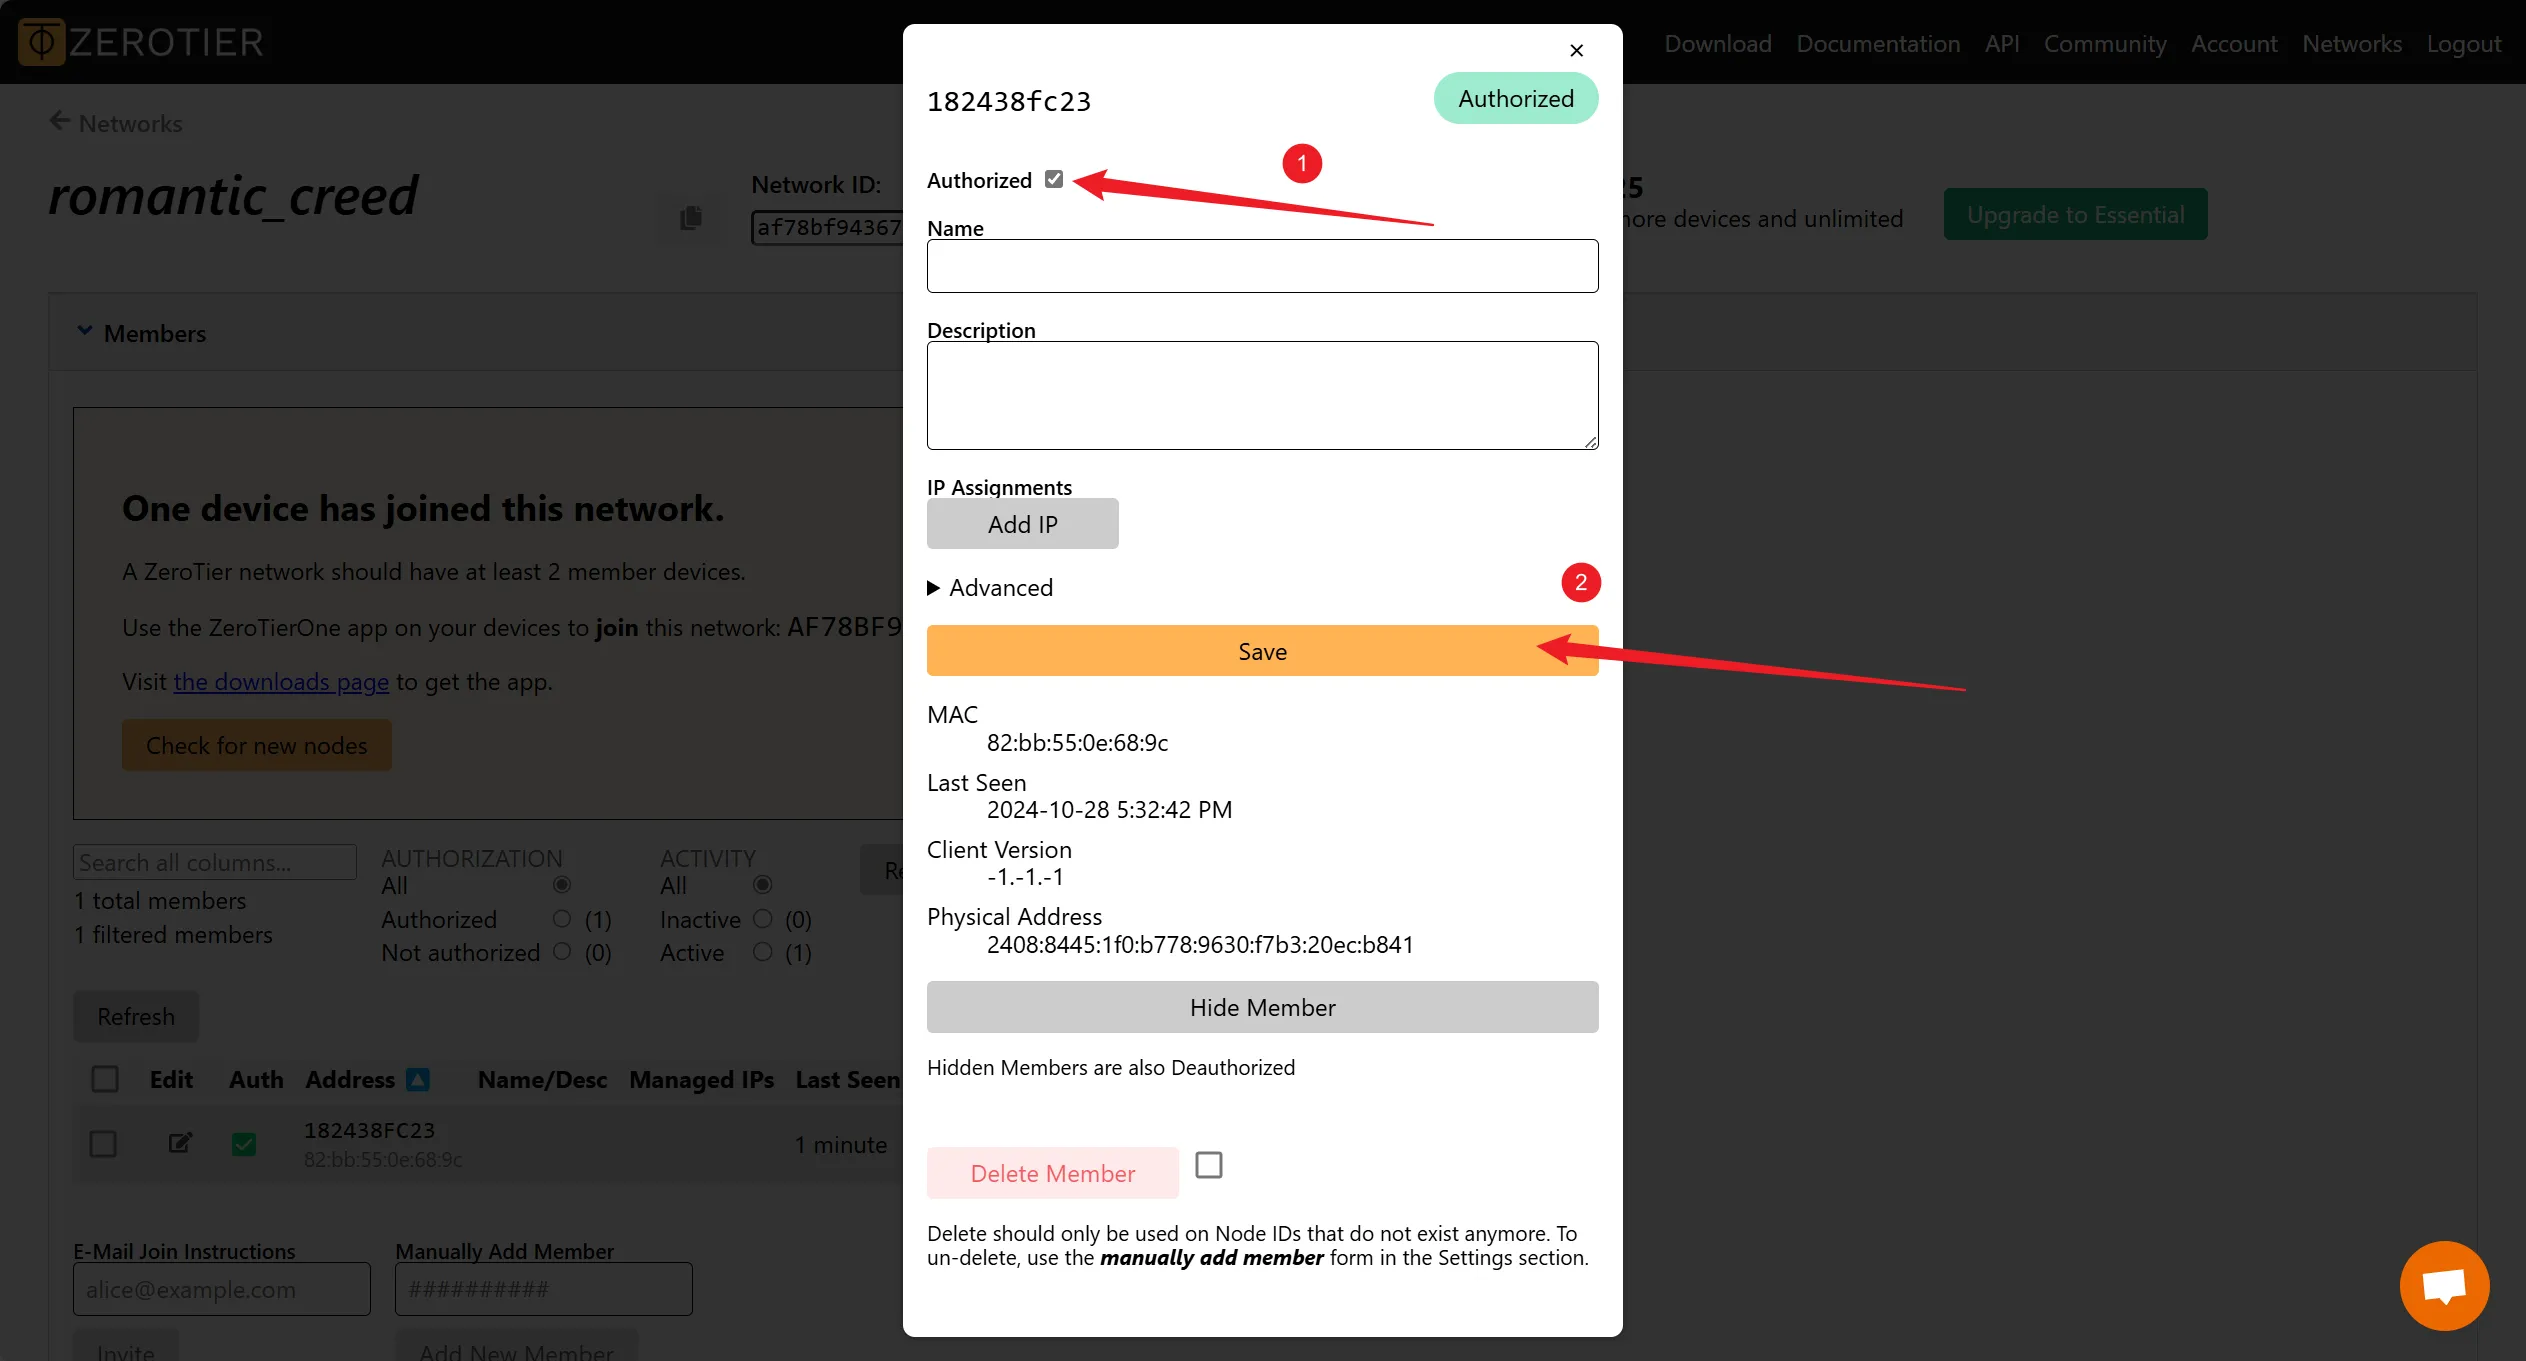 ZEROTIER
Download Documentation API Community Account Networks Logout
Networks
romantic_creed
Network ID:
af78bf94367
25
more devices and unlimited
Upgrade to Essential
Members
One device has joined this network.
A ZeroTier network should have at least 2 member devices.
Use the ZeroTierOne app on your devices to join this network: AF78BF9
Visit the downloads page to get the app.
Check for new nodes
Search all columns...
1 total members
1 filtered members
AUTHORIZATION
All
Authorized (1)
Not authorized (0)
ACTIVITY
All
Inactive (0)
Active (1)
Re
Refresh
Edit Auth Address Name/Desc Managed IPs Last Seen
182438FC23
82:bb:55:0e:68:9c
1 minute
E-Mail Join Instructions
alice@example.com
Invite
Manually Add Member
##########
Add New Member
×
182438fc23
Authorized
Authorized
1
Name
Description
IP Assignments
Add IP
Advanced
2
Save
MAC
82:bb:55:0e:68:9c
Last Seen
2024-10-28 5:32:42 PM
Client Version
-1.-1.-1
Physical Address
2408:8445:1f0:b778:9630:f7b3:20ec:b841
Hide Member
Hidden Members are also Deauthorized
Delete Member
Delete should only be used on Node IDs that do not exist anymore. To
un-delete, use the manually add member form in the Settings section.